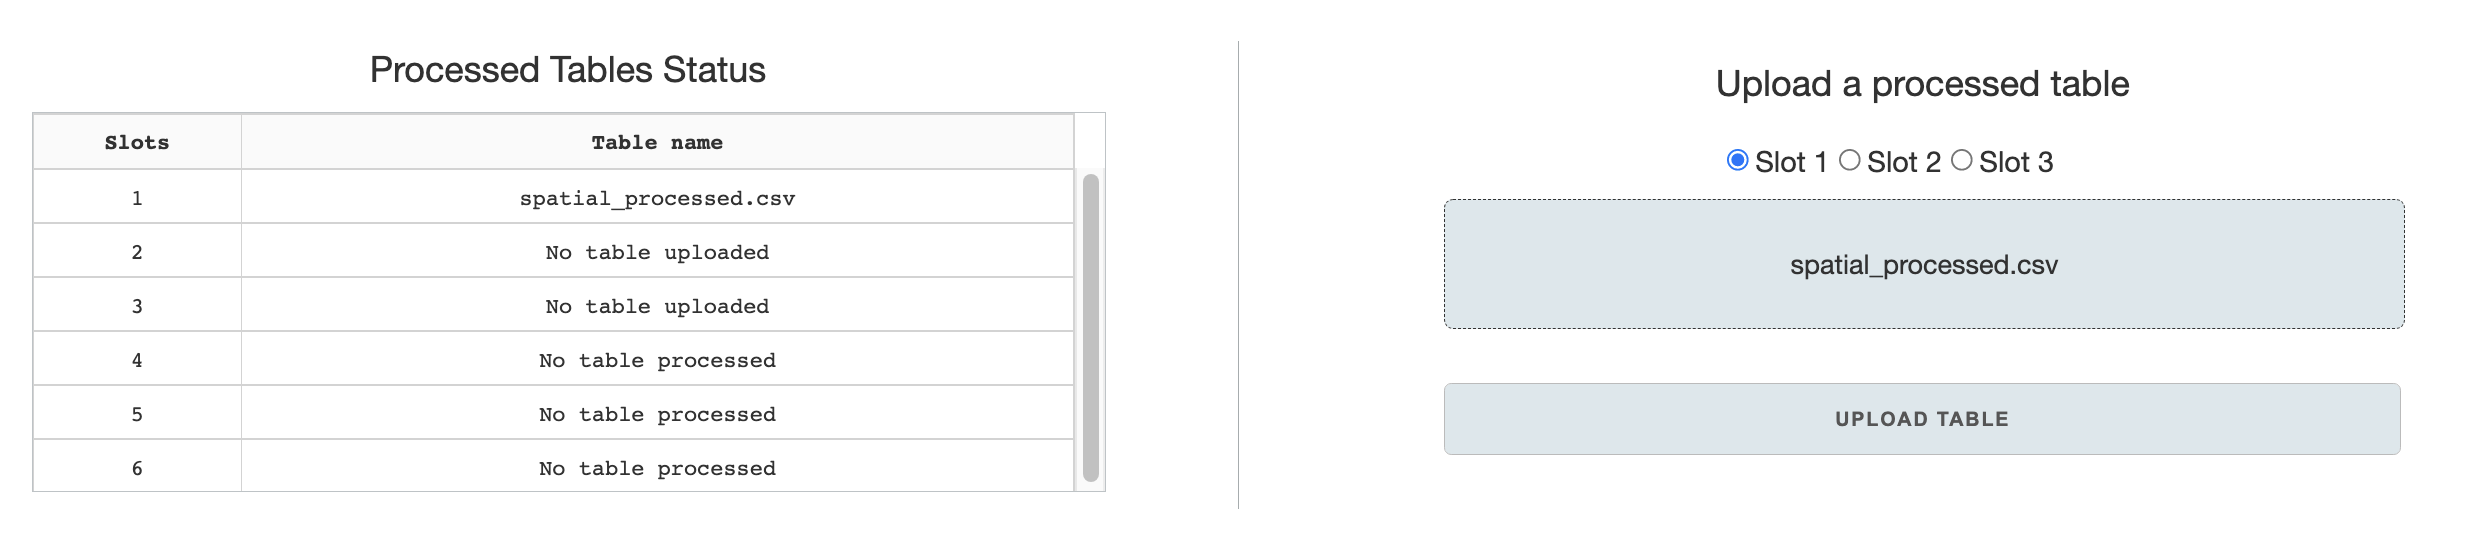 Processed Tables Status
Slots Table name
1 spatial_processed.csv
2 No table uploaded
3 No table uploaded
4 No table processed
5 No table processed
6 No table processed
Upload a processed table
Slot 1 Slot 2 Slot 3
spatial_processed.csv
UPLOAD TABLE